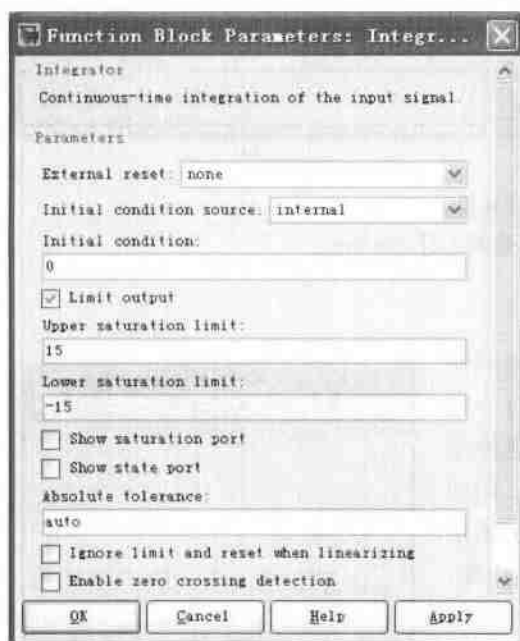 Function Block Parameters: Integr...
Integrator
Continuous-time integration of the input signal.
Parameters
External reset: none
Initial condition source: internal
Initial condition:
0
Limit output
Upper saturation limit:
15
Lower saturation limit:
-15
Show saturation port
Show state port
Absolute tolerance:
auto
Ignore limit and reset when linearizing
Enable zero crossing detection
OK Cancel Help Apply